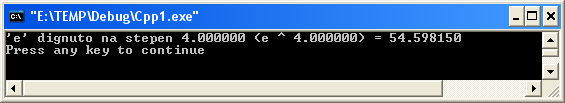 "E:\TEMP\Debug\Cpp1.exe"
'e' dignuto na stepen 4.000000 (e ^ 4.000000) = 54.598150
Press any key to continue